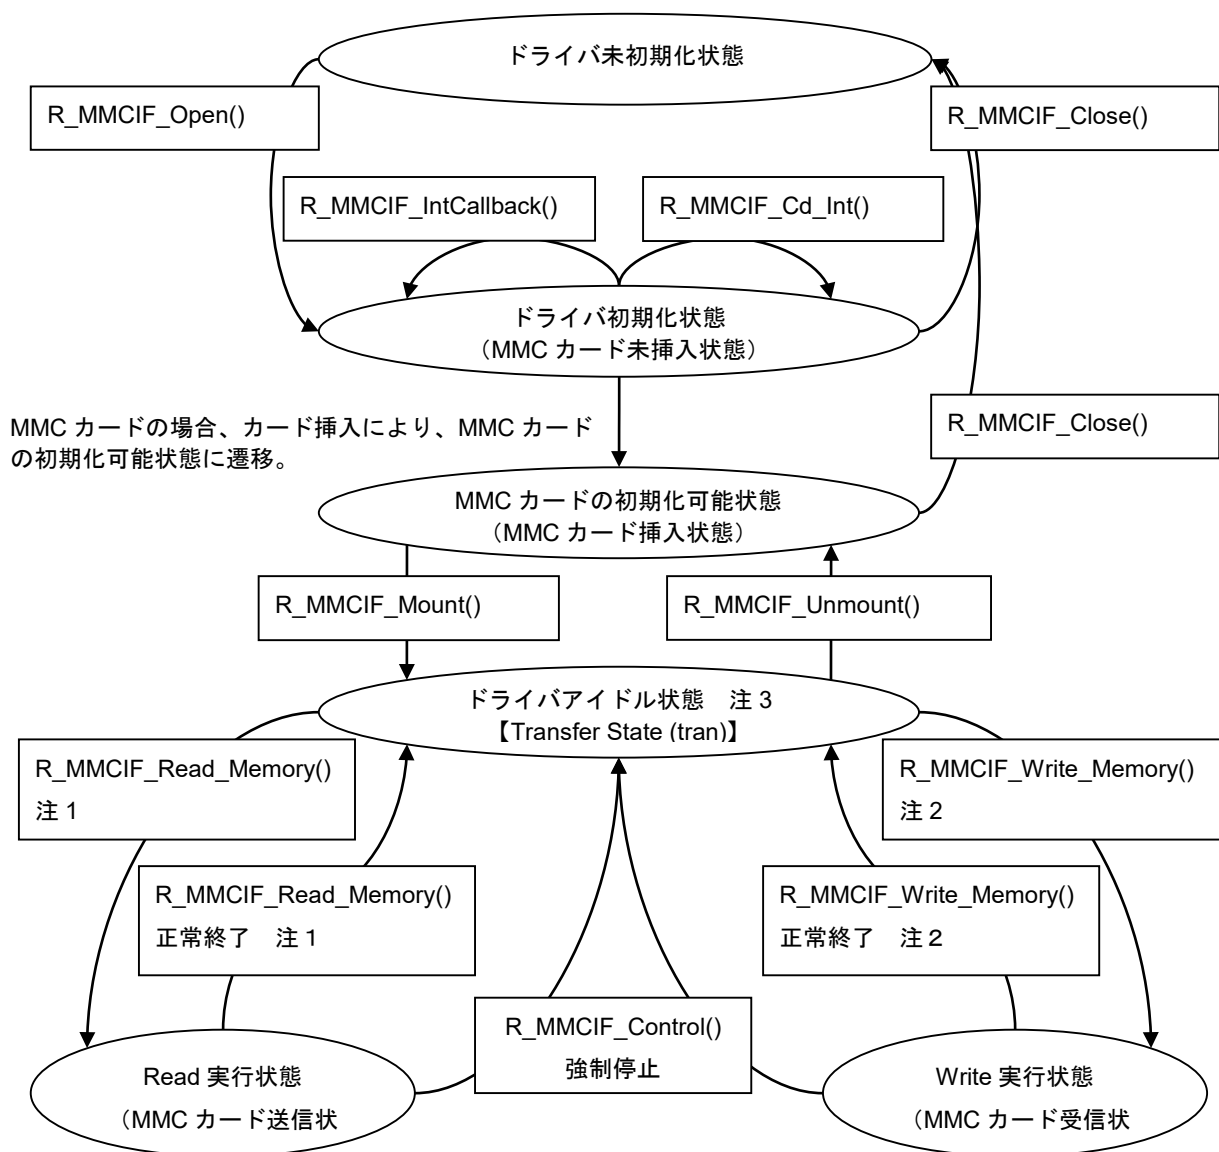 ドライバ未初期化状態
R_MMCIF_Open()
R_MMCIF_Close()
R_MMCIF_IntCallback()
R_MMCIF_Cd_Int()
ドライバ初期化状態
（MMC カード未挿入状態）
MMC カードの場合、カード挿入により、MMC カード
の初期化可能状態に遷移。
R_MMCIF_Close()
MMC カードの初期化可能状態
（MMC カード挿入状態）
R_MMCIF_Mount()
R_MMCIF_Unmount()
ドライバアイドル状態　注 3
【Transfer State (tran)】
R_MMCIF_Read_Memory()
注 1
R_MMCIF_Write_Memory()
注 2
R_MMCIF_Read_Memory()
正常終了　注 1
R_MMCIF_Write_Memory()
正常終了　注２
R_MMCIF_Control()
強制停止
Read 実行状態
（MMC カード送信状
Write 実行状態
（MMC カード受信状